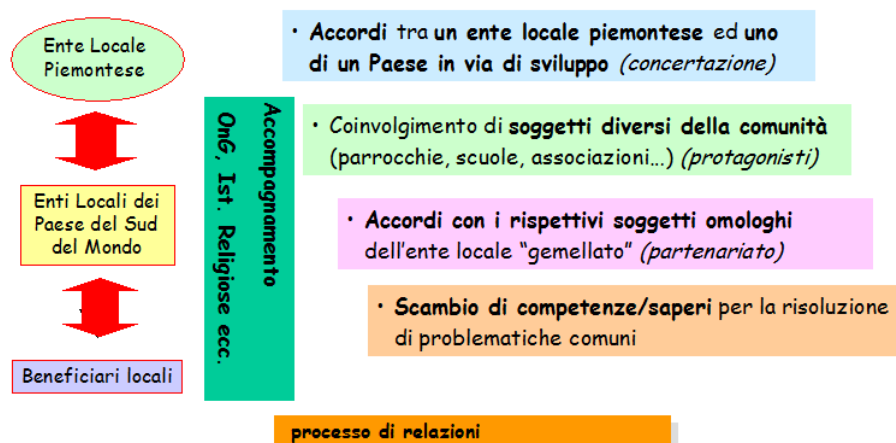 Ente Locale
Piemontese
Enti Locali dei
Paese del Sud
del Mondo
Beneficiari locali
Accompagnamento
OnG, Ist. Religiose ecc.
• Accordi tra un ente locale piemontese ed uno
di un Paese in via di sviluppo (concertazione)
• Coinvolgimento di soggetti diversi della comunità
(parrocchie, scuole, associazioni...) (protagonisti)
• Accordi con i rispettivi soggetti omologhi
dell'ente locale "gemellato" (partenariato)
• Scambio di competenze/saperi per la risoluzione
di problematiche comuni
processo di relazioni